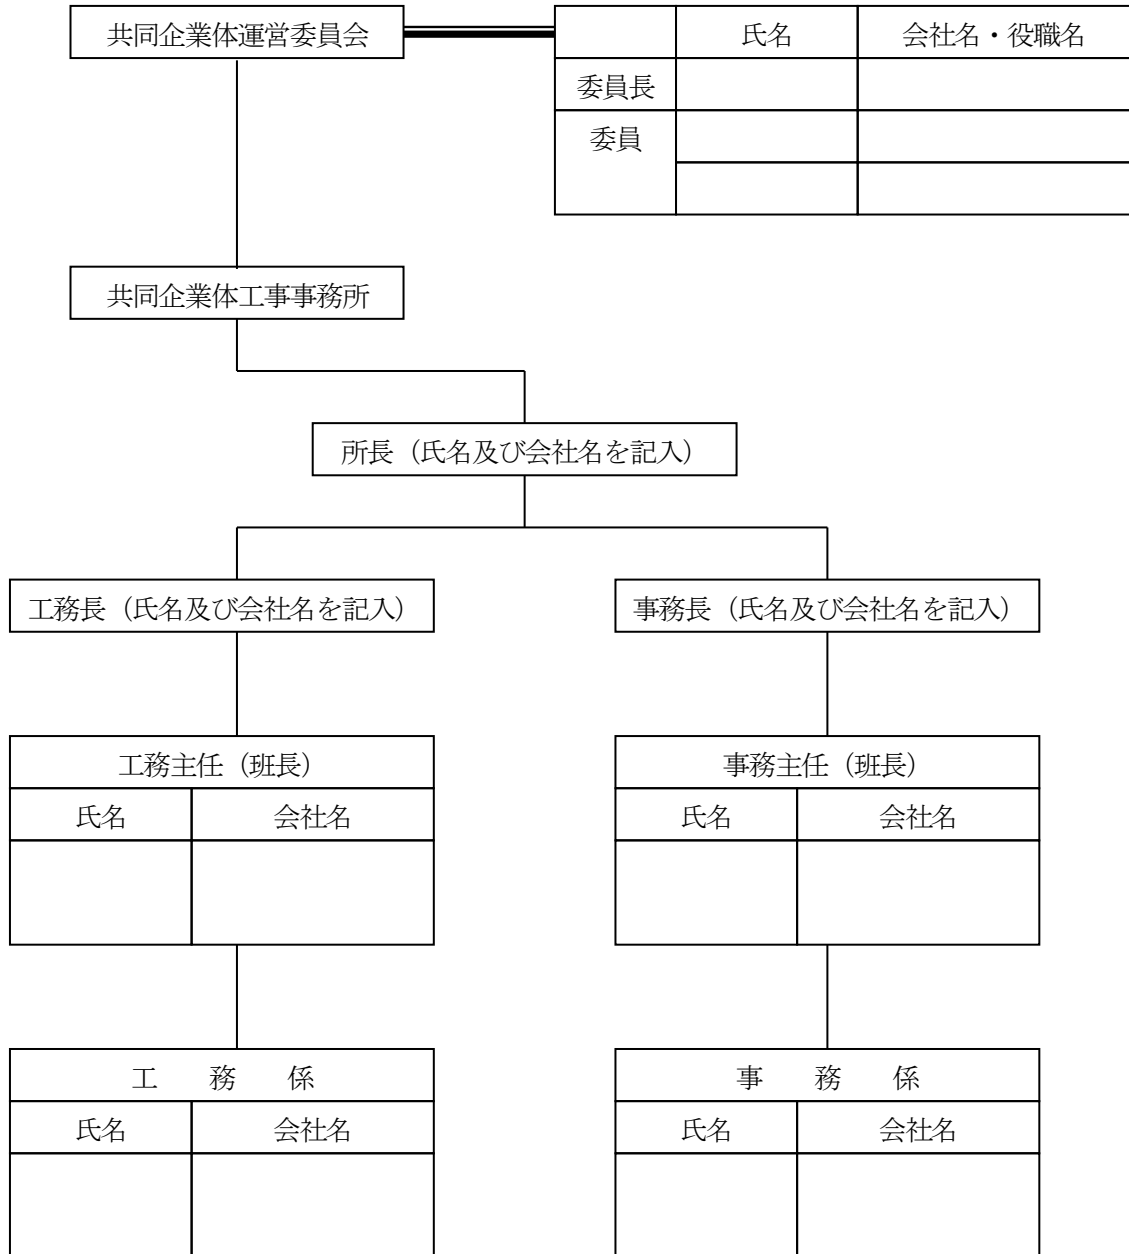 共同企業体運営委員会
氏名 会社名・役職名
委員長
委員
共同企業体工事事務所
所長（氏名及び会社名を記入）
工務長（氏名及び会社名を記入） 事務長（氏名及び会社名を記入）
工務主任（班長） 事務主任（班長）
氏名 会社名 氏名 会社名
工　務　係 事　務　係
氏名 会社名 氏名 会社名